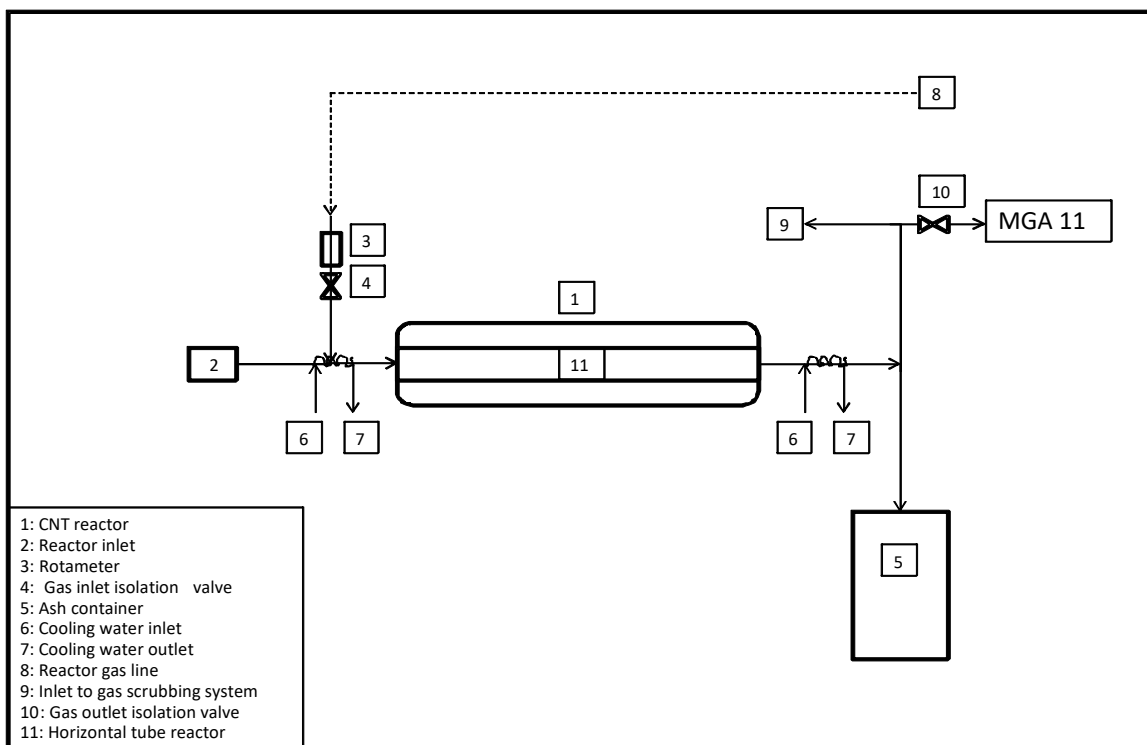 8
10
9
MGA 11
3
4
1
2
11
6
7
6
7
5
1: CNT reactor
2: Reactor inlet
3: Rotameter
4: Gas inlet isolation valve
5: Ash container
6: Cooling water inlet
7: Cooling water outlet
8: Reactor gas line
9: Inlet to gas scrubbing system
10: Gas outlet isolation valve
11: Horizontal tube reactor